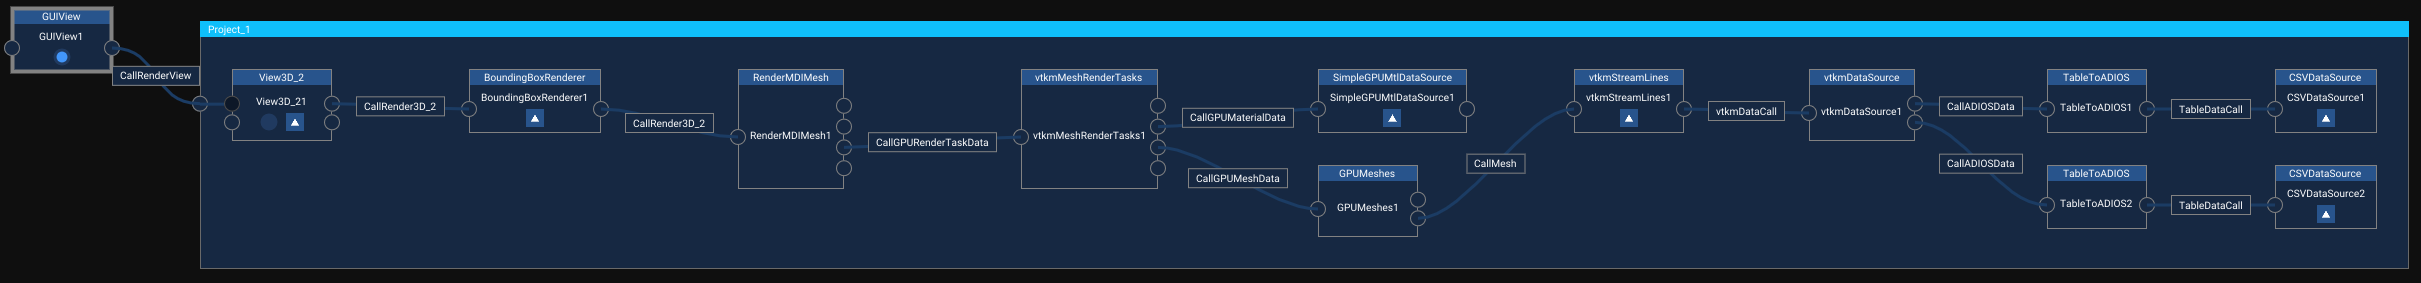 GUIView
GUIView1
CallRenderView
Project_1
View3D_2
View3D_21
CallRender3D_2
BoundingBoxRenderer
BoundingBoxRenderer1
CallRender3D_2
RenderMDIMesh
RenderMDIMesh1
CallGPURenderTaskData
vtkmMeshRenderTasks
vtkmMeshRenderTasks1
CallGPUMaterialData
CallGPUMeshData
SimpleGPUMtlDataSource
SimpleGPUMtlDataSource1
GPUMeshes
GPUMeshes1
CallMesh
vtkmStreamLines
vtkmStreamLines1
vtkmDataCall
vtkmDataSource
vtkmDataSource1
CallADIOSData
CallADIOSData
TableToADIOS
TableToADIOS1
TableDataCall
CSVDataSource
CSVDataSource1
TableToADIOS
TableToADIOS2
TableDataCall
CSVDataSource
CSVDataSource2